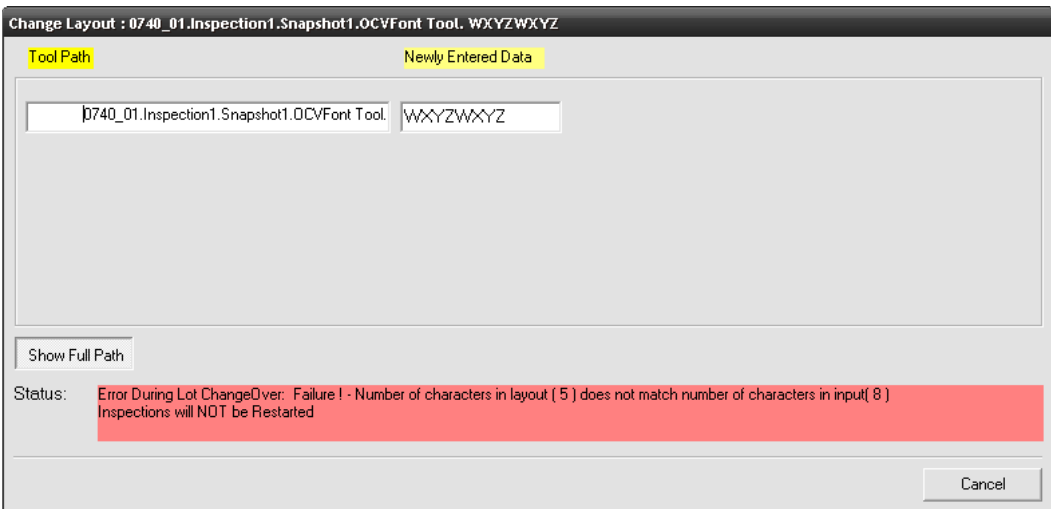 Change Layout : 0740_01.Inspection1.Snapshot1.OCVFont Tool. WXYZWXYZ
Tool Path Newly Entered Data
0740_01.Inspection1.Snapshot1.OCVFont Tool. WXYZWXYZ
Show Full Path
Status: Error During Lot ChangeOver: Failure ! - Number of characters in layout ( 5 ) does not match number of characters in input( 8 )
Inspections will NOT be Restarted
Cancel